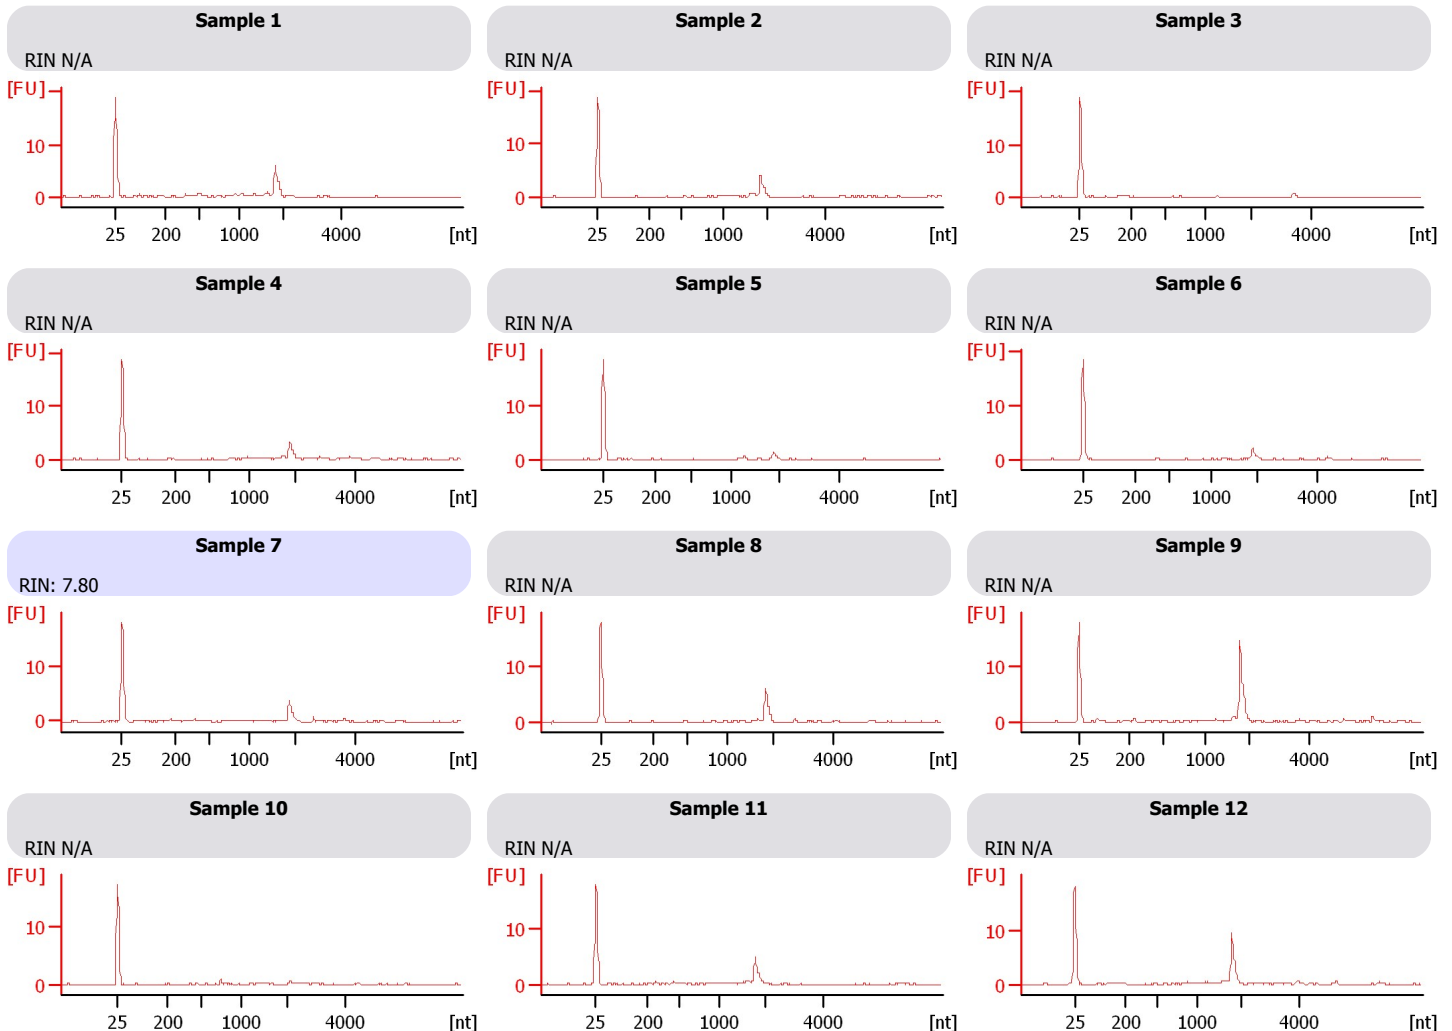 Sample 1
RIN N/A
[FU]
10
0
25 200 1000 4000 [nt]
Sample 2
RIN N/A
[FU]
10
0
25 200 1000 4000 [nt]
Sample 3
RIN N/A
[FU]
10
0
25 200 1000 4000 [nt]
Sample 4
RIN N/A
[FU]
10
0
25 200 1000 4000 [nt]
Sample 5
RIN N/A
[FU]
10
0
25 200 1000 4000 [nt]
Sample 6
RIN N/A
[FU]
10
0
25 200 1000 4000 [nt]
Sample 7
RIN: 7.80
[FU]
10
0
25 200 1000 4000 [nt]
Sample 8
RIN N/A
[FU]
10
0
25 200 1000 4000 [nt]
Sample 9
RIN N/A
[FU]
10
0
25 200 1000 4000 [nt]
Sample 10
RIN N/A
[FU]
10
0
25 200 1000 4000 [nt]
Sample 11
RIN N/A
[FU]
10
0
25 200 1000 4000 [nt]
Sample 12
RIN N/A
[FU]
10
0
25 200 1000 4000 [nt]